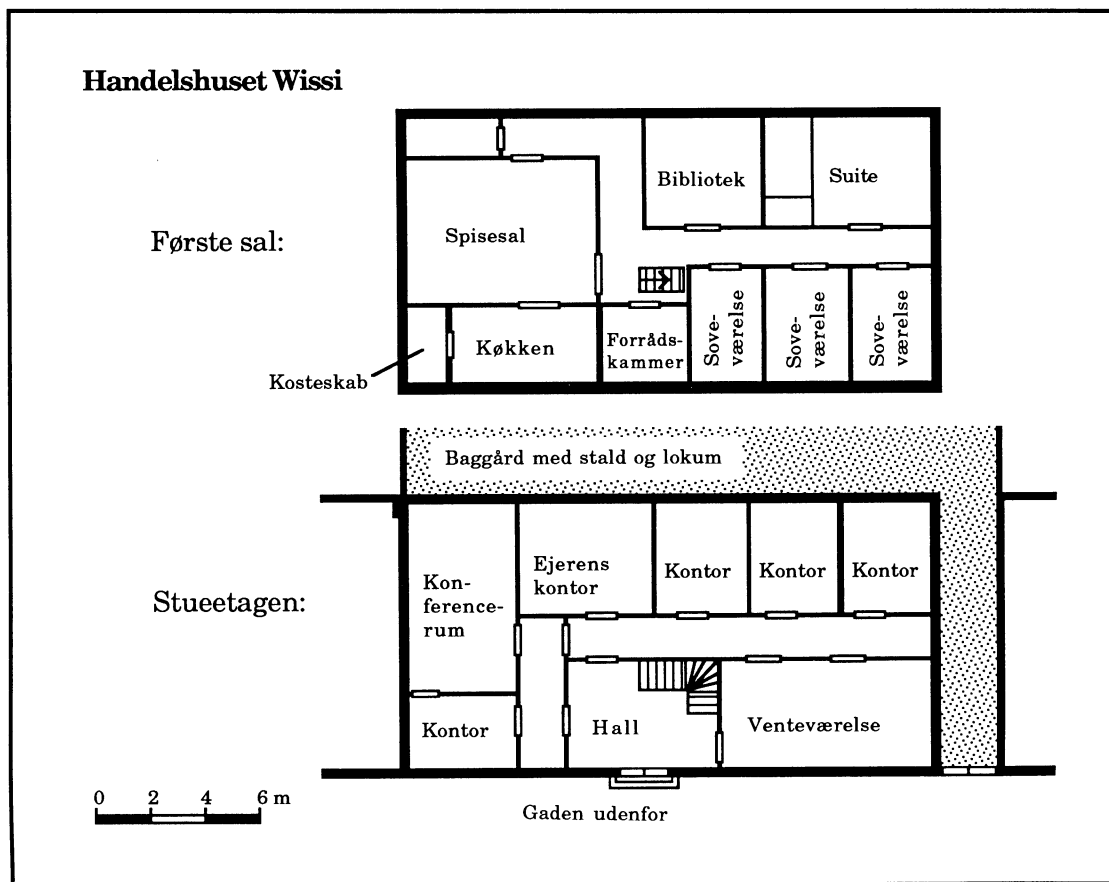 Handelshuset Wissi
Første sal:
Bibliotek
Suite
Spisesal
Køkken
Forråds-
kammer
Sove-
værelse
Sove-
værelse
Sove-
værelse
Kosteskab
Baggård med stald og lokum
Stueetagen:
Kon-
ference-
rum
Ejerens
kontor
Kontor
Kontor
Kontor
Kontor
Hall
Venteværelse
0 2 4 6 m
Gaden udenfor